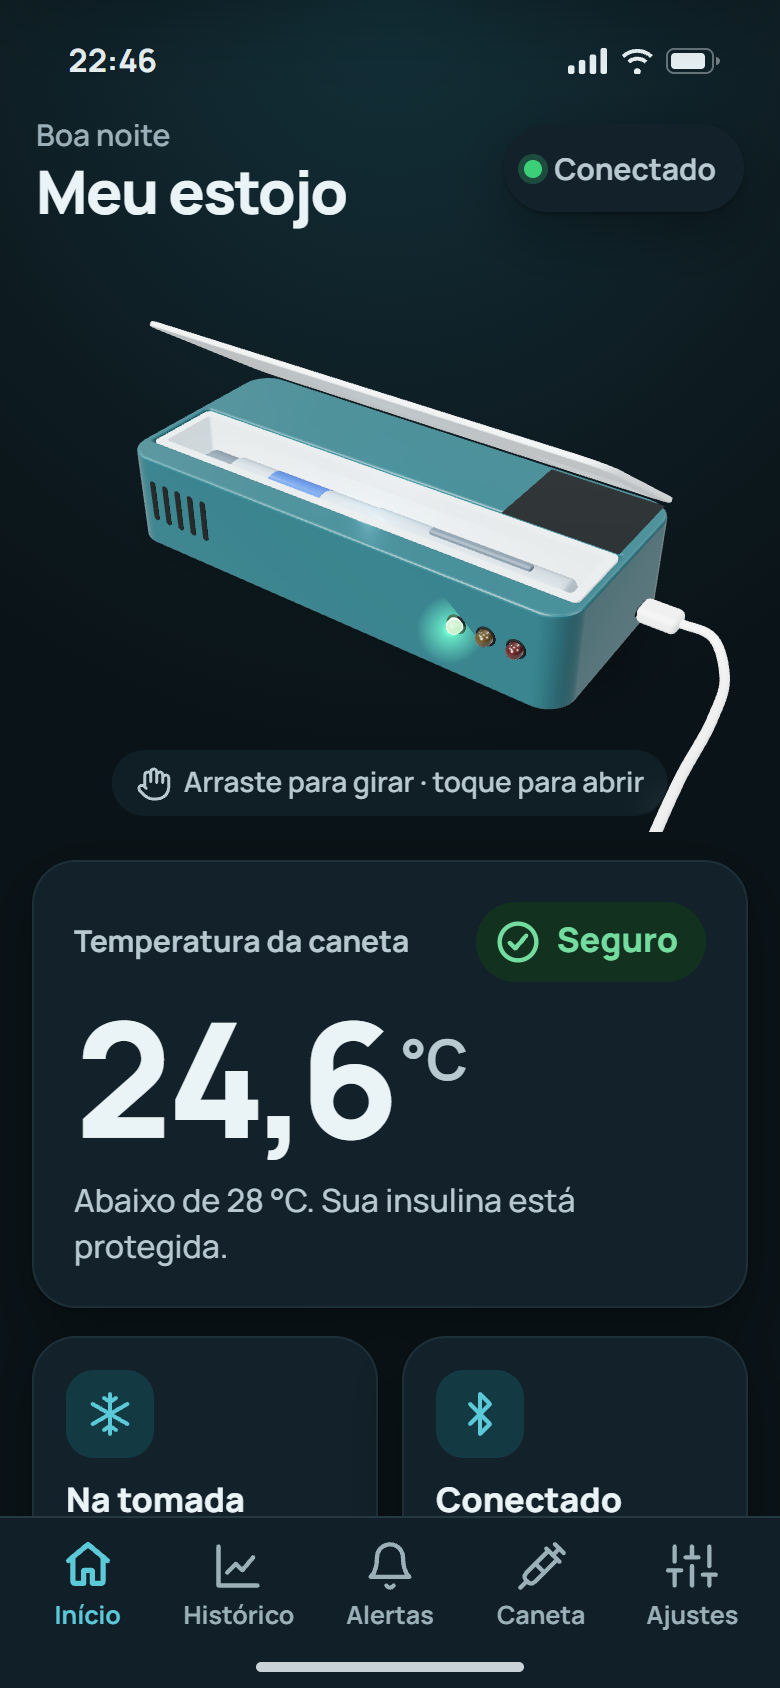 22:46
Boa noite
Meu estojo
Conectado
Arraste para girar · toque para abrir
Temperatura da caneta
Seguro
24,6 °C
Abaixo de 28 °C. Sua insulina está
protegida.
Na tomada
Conectado
Início
Histórico
Alertas
Caneta
Ajustes